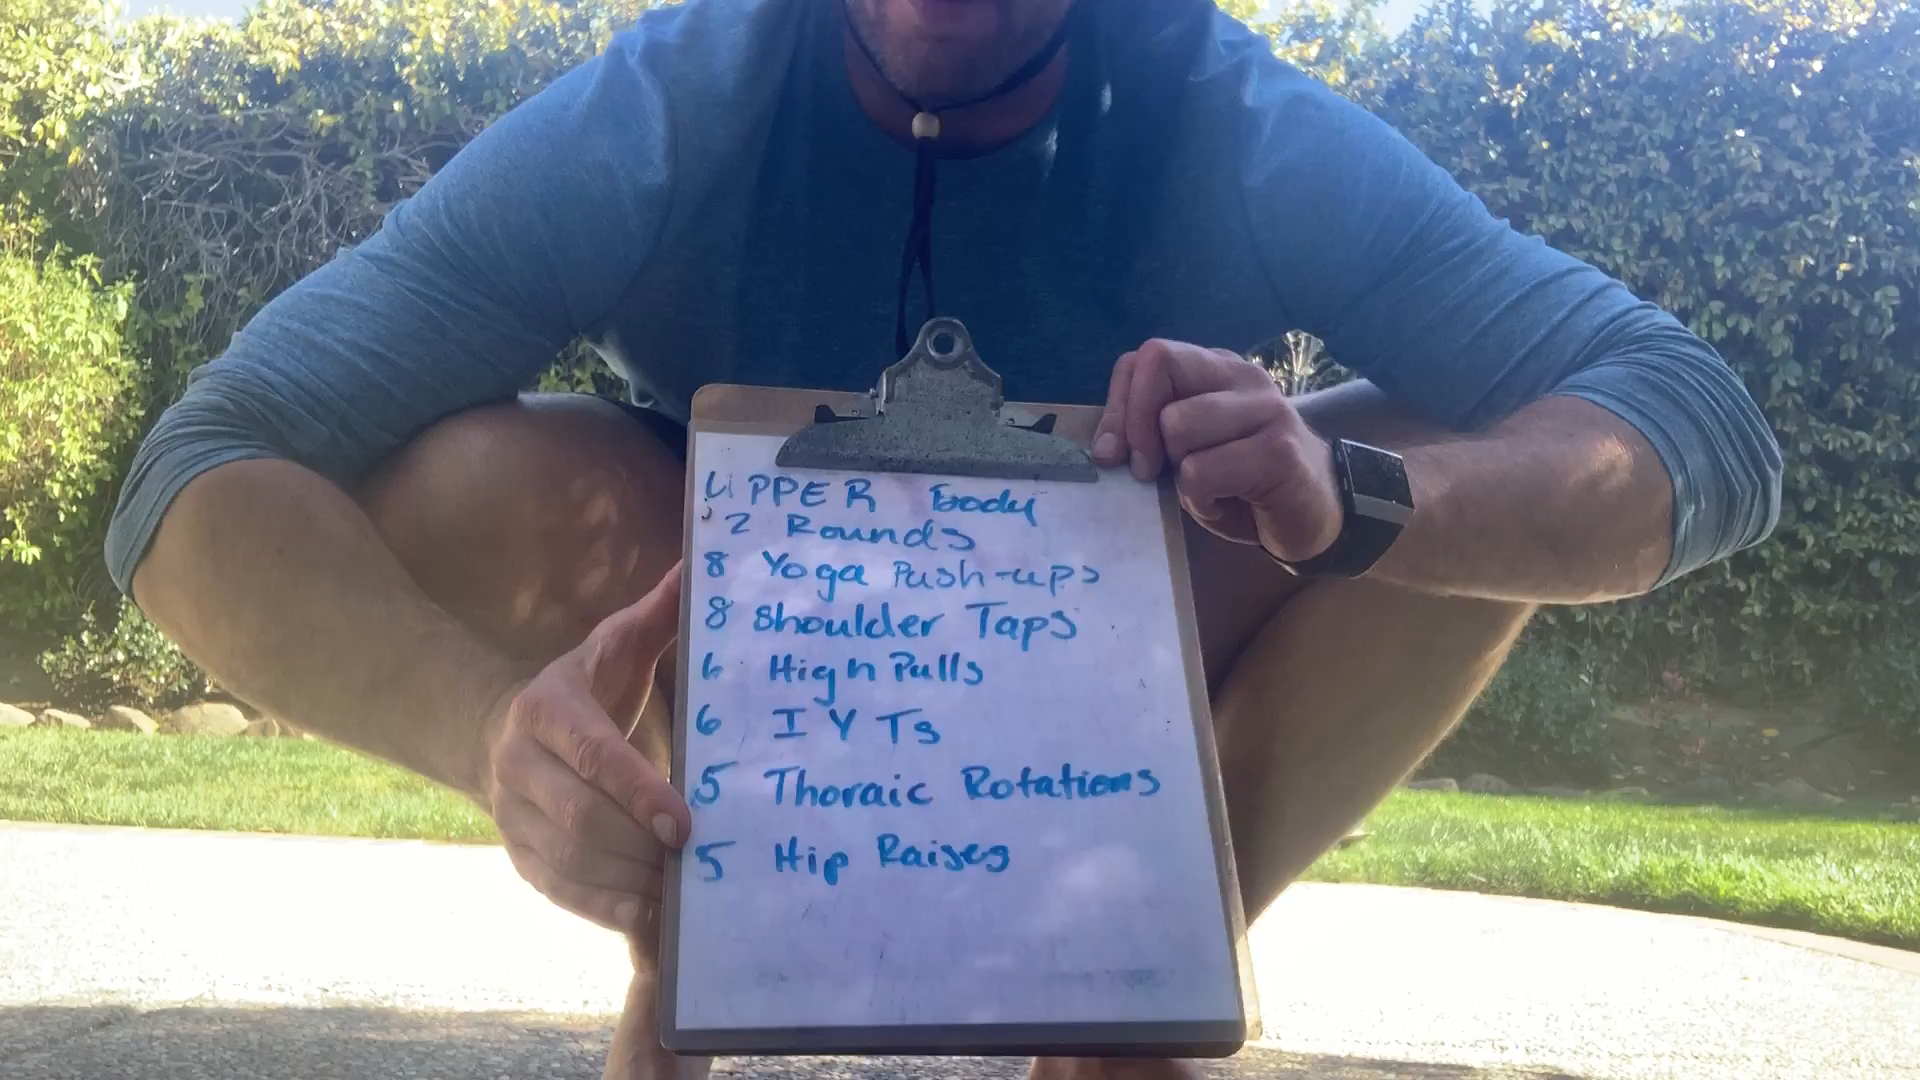 UPPER Body
2 Rounds
8 Yoga Push-ups
8 Shoulder Taps
6 High Pulls
6 I Y Ts
5 Thoraic Rotations
5 Hip Raises